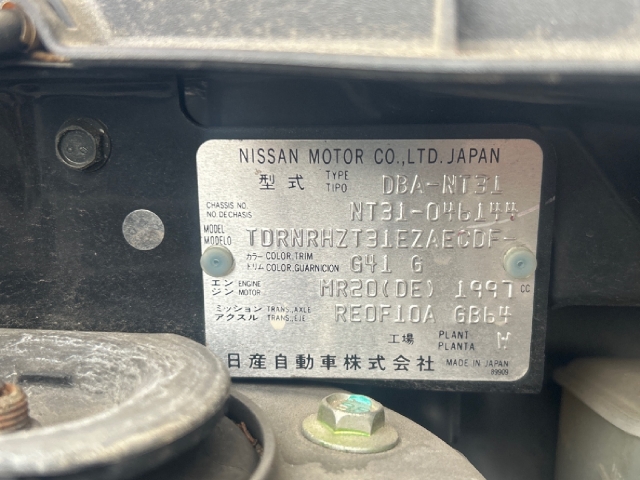 NISSAN MOTOR CO.,LTD. JAPAN
型式 TYPE TIPO DBA-NT31
CHASSIS NO. NO.DECHASIS NT31-046144
MODEL MODELO TDRNRHZT31EZAECDF-
カラー COLOR,TRIM トリム COLOR,GUARNICION G41 G
エンジン ENGINE MOTOR MR20(DE) 1997 CC
ミッション TRANS.,AXLE アクスル TRANS.,EJE RE0F10A GB64
工場 PLANT PLANTA W
日産自動車株式会社 MADE IN JAPAN
89909